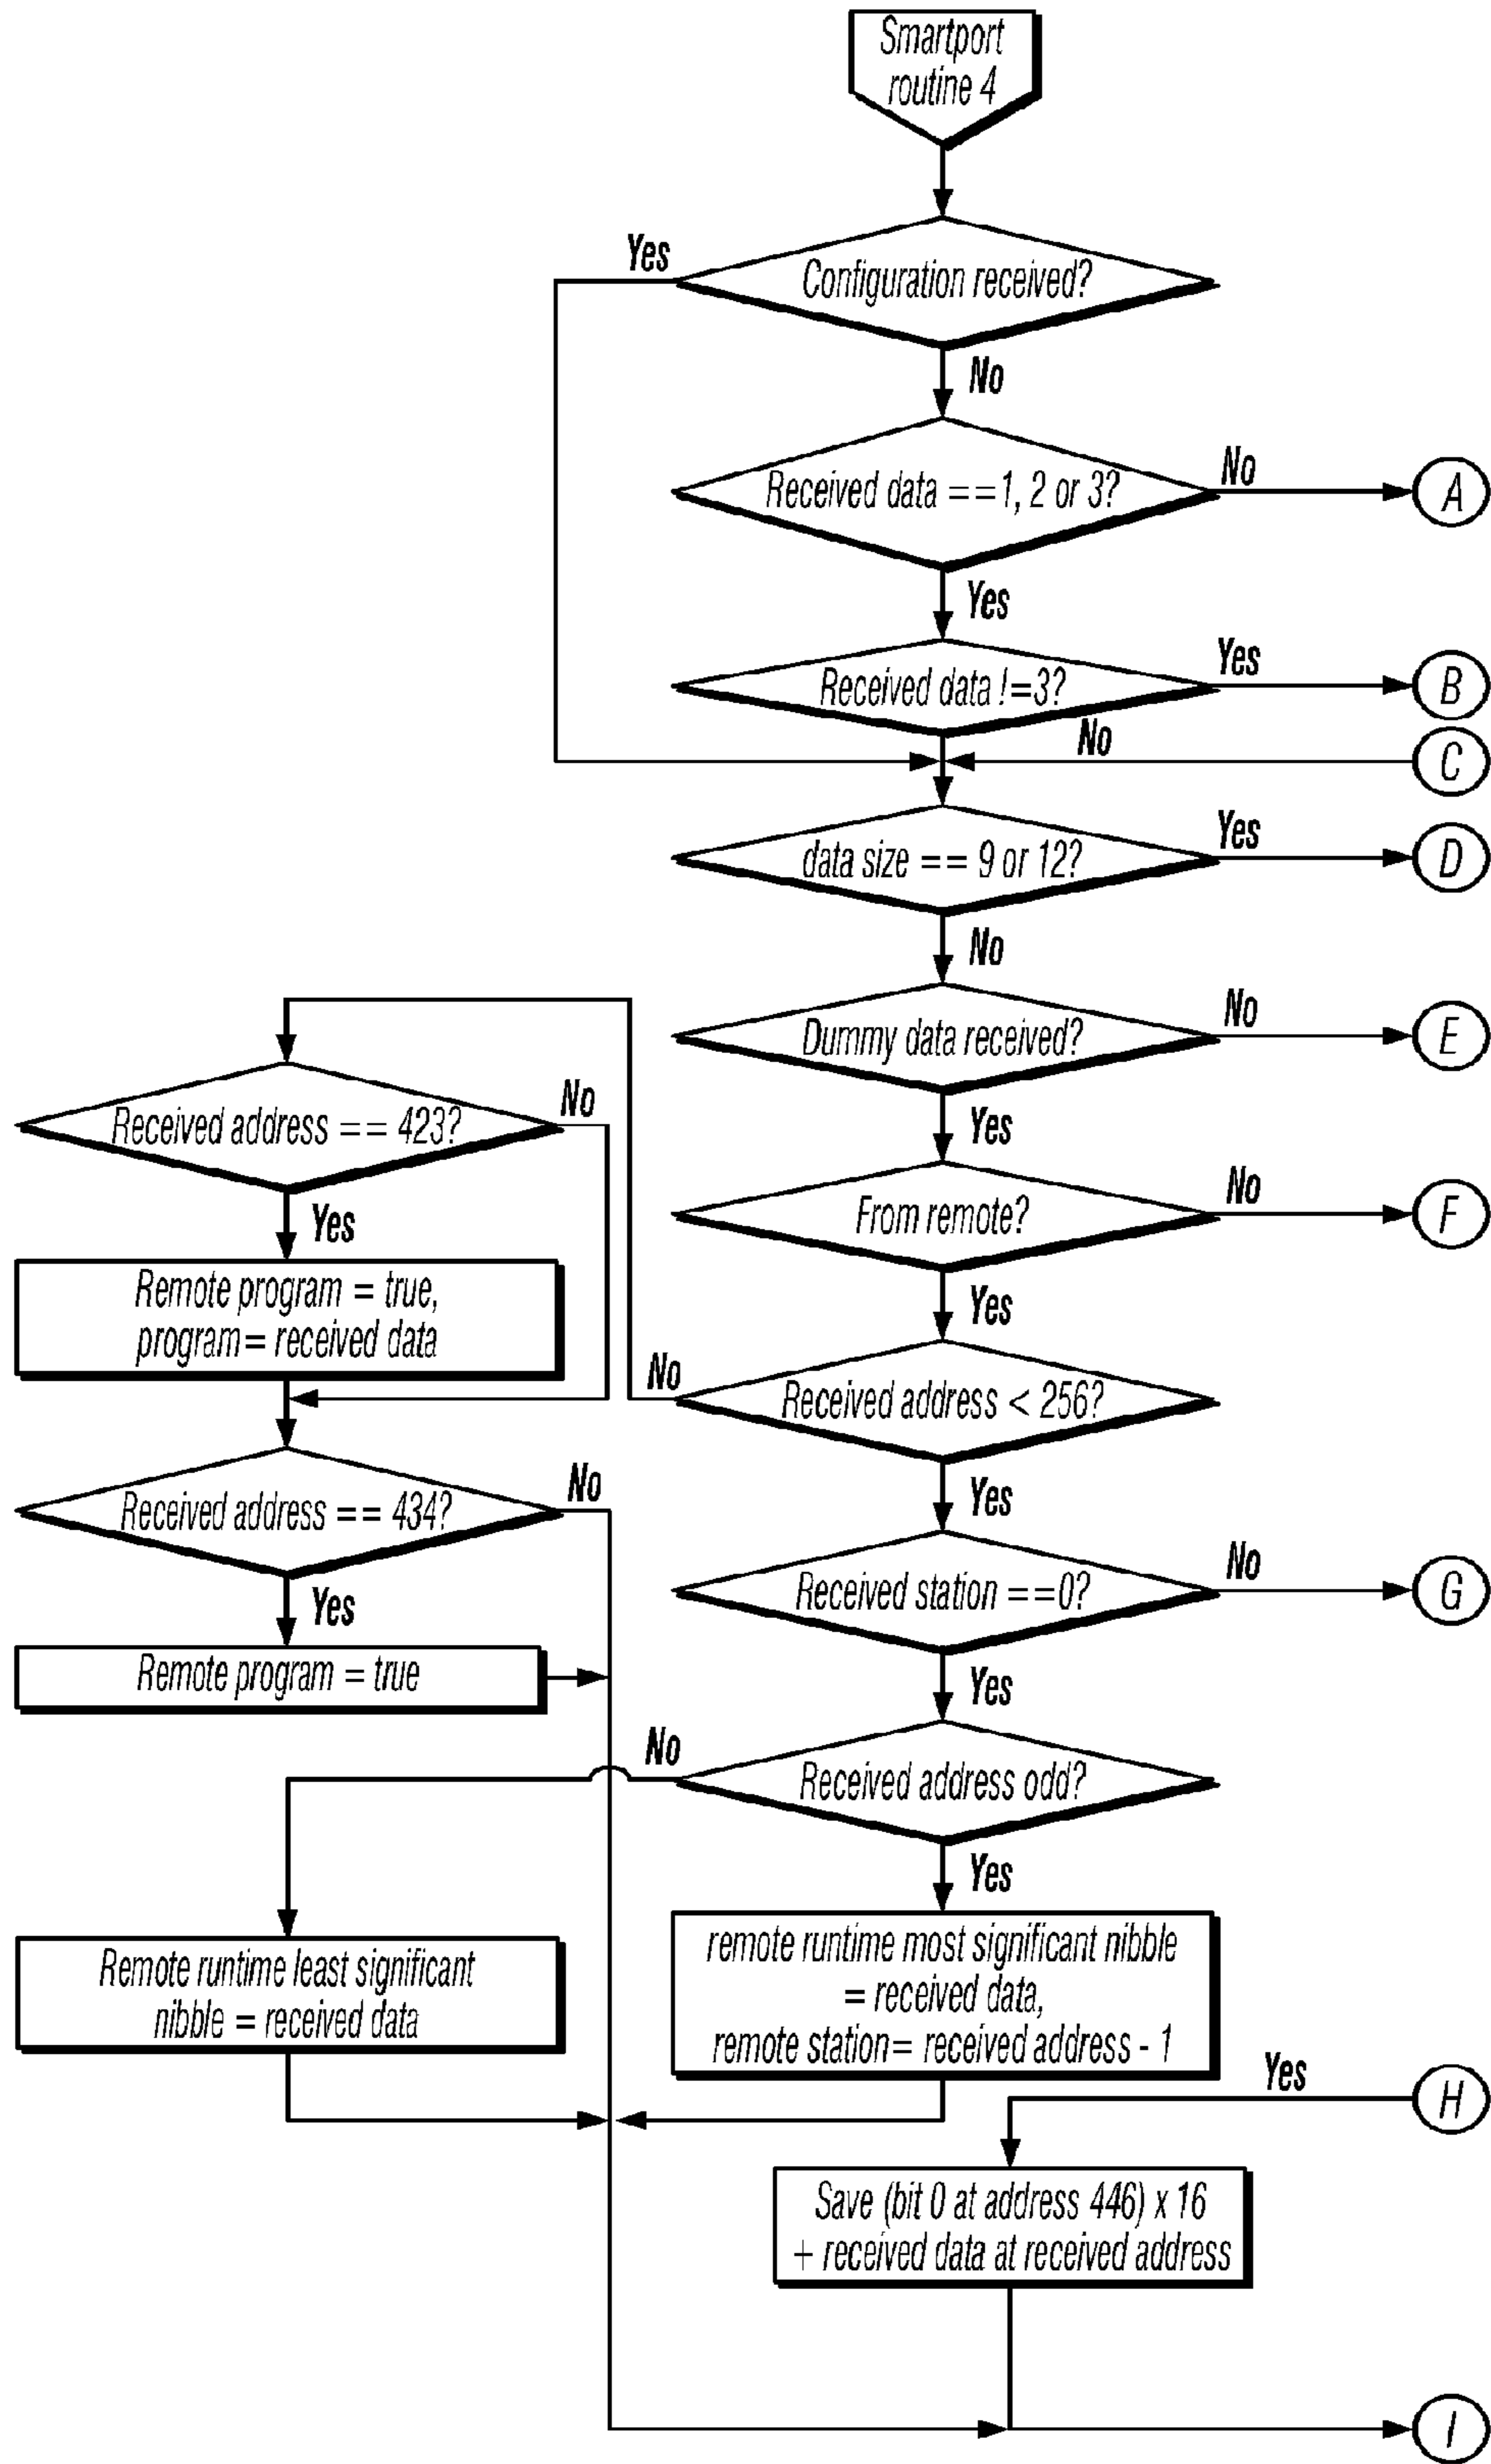 Smartport
routine 4
Yes
Configuration received?
No
Received data ==1, 2 or 3?
No
A
Yes
Received data !=3?
Yes
B
No
C
data size == 9 or 12?
Yes
D
No
Dummy data received?
No
E
Received address == 423?
No
Yes
From remote?
No
F
Yes
Remote program = true,
program= received data
Yes
No
Received address < 256?
Received address == 434?
No
Yes
Received station ==0?
No
G
Yes
Remote program = true
Yes
No
Received address odd?
Yes
Remote runtime least significant
nibble = received data
remote runtime most significant nibble
= received data,
remote station= received address - 1
Yes
H
Save (bit 0 at address 446) x 16
+ received data at received address
I